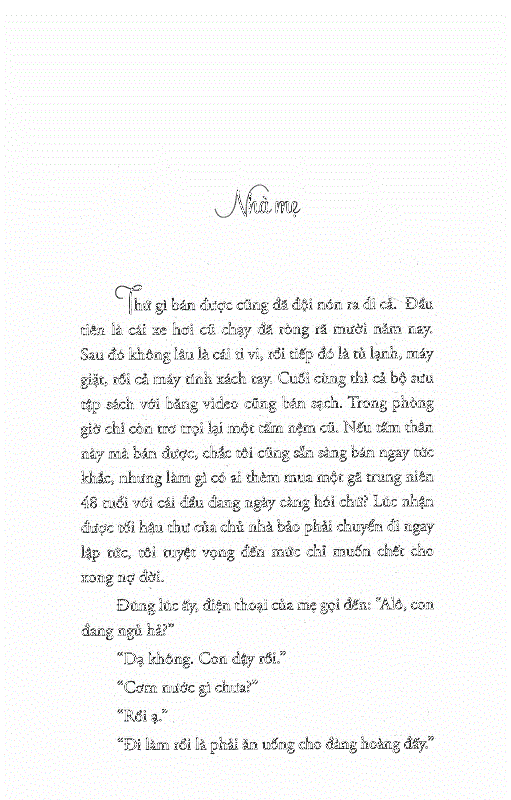 Nhà mẹ
Thứ gì bán được cũng đã đội nón ra đi cả. Đầu
tiên là cái xe hơi cũ chạy đã ròng rã mười năm nay.
Sau đó không lâu là cái ti vi, rồi tiếp đó là tủ lạnh, máy
giặt, rồi cả máy tính xách tay. Cuối cùng thì cả bộ sưu
tập sách với băng video cũng bán sạch. Trong phòng
giờ chỉ còn trơ trọi lại một tấm nệm cũ. Nếu tấm thân
này mà bán được, chắc tôi cũng sẵn sàng bán ngay tức
khắc, nhưng làm gì có ai thèm mua một gã trung niên
48 tuổi với cái đầu đang ngày càng hói chứ? Lúc nhận
được tối hậu thư của chủ nhà bảo phải chuyển đi ngay
lập tức, tôi tuyệt vọng đến mức chỉ muốn chết cho
xong nợ đời.
Đúng lúc ấy, điện thoại của mẹ gọi đến: “Alô, con
đang ngủ hả?”
“Dạ không. Con dậy rồi.”
“Cơm nước gì chưa?”
“Rồi ạ.”
“Đi làm rồi là phải ăn uống cho đàng hoàng đấy.”